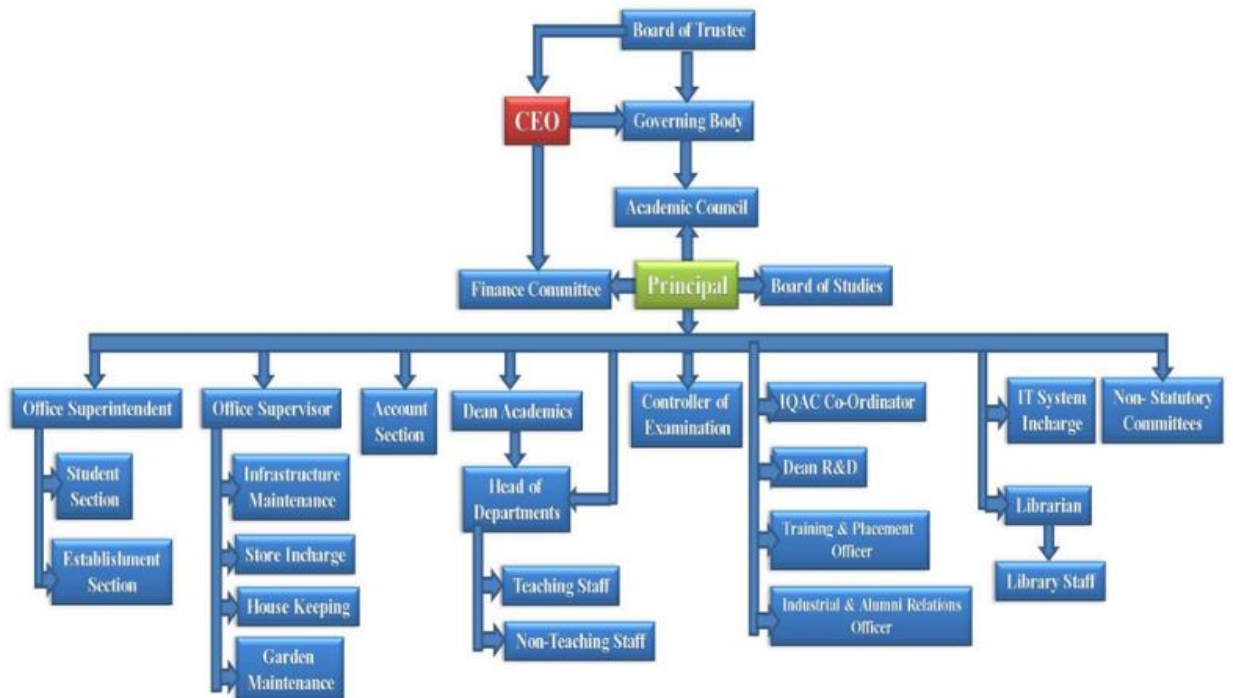 Board of Trustee
CEO
Governing Body
Academic Council
Finance Committee
Principal
Board of Studies
Office Superintendent
Student
Section
Establishment
Section
Office Supervisor
Infrastructure
Maintenance
Store Incharge
House Keeping
Garden
Maintenance
Account
Section
Dean Academics
Head of
Departments
Teaching Staff
Non-Teaching Staff
Controller of
Examination
IQAC Co-Ordinator
Dean R&D
Training & Placement
Officer
Industrial & Alumni Relations
Officer
IT System
Incharge
Librarian
Library Staff
Non- Statutory
Committees